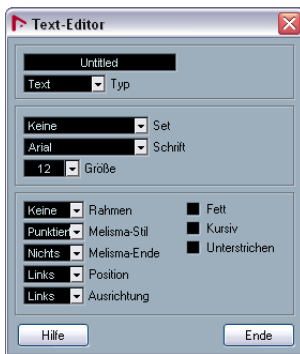 Text-Editor
Untitled
Text Typ
Keine Set
Arial Schrift
12 Größe
Keine Rahmen Fett
Punktiert Melisma-Stil Kursiv
Nichts Melisma-Ende Unterstrichen
Links Position
Links Ausrichtung
Hilfe Ende